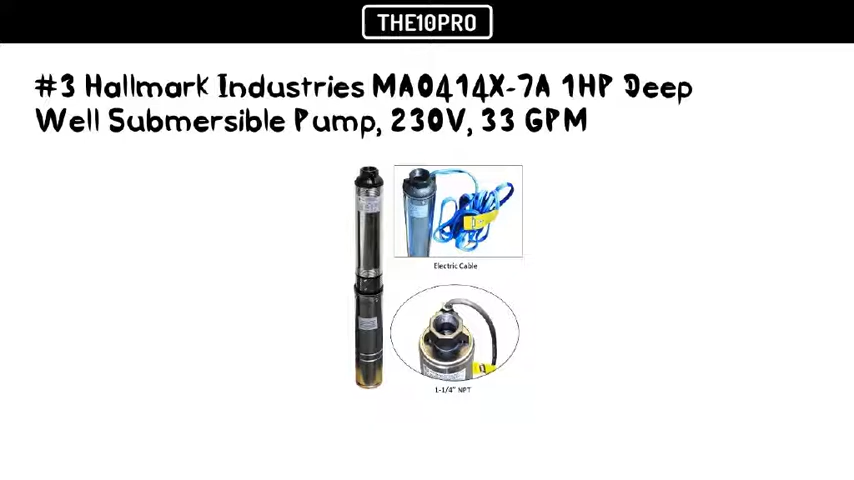 THE10PRO
#3 Hallmark Industries MA0414X-7A 1HP Deep
Well Submersible Pump, 230V, 33 GPM
Electric Cable
1-1/4" NPT